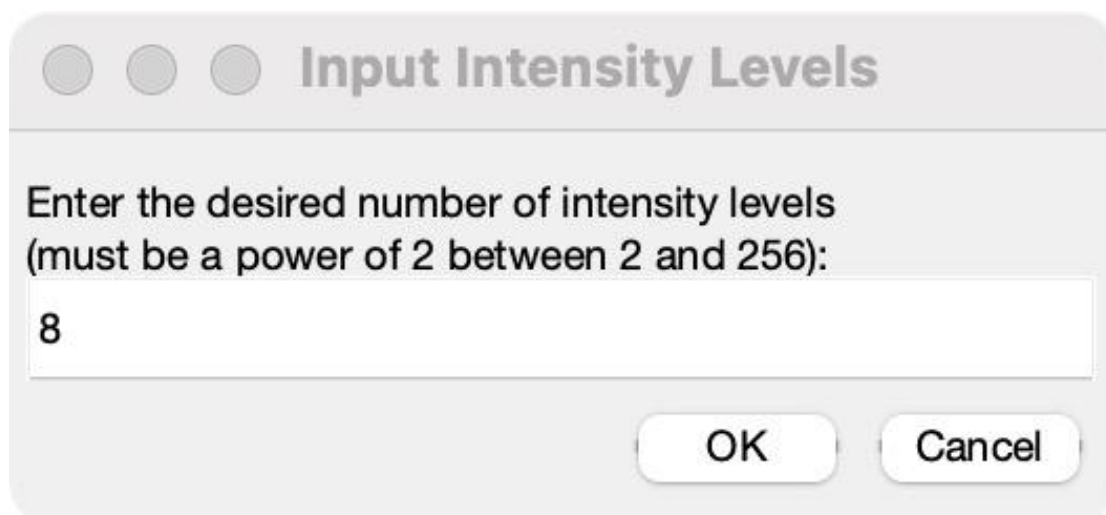 Input Intensity Levels
Enter the desired number of intensity levels
(must be a power of 2 between 2 and 256):
8
OK Cancel